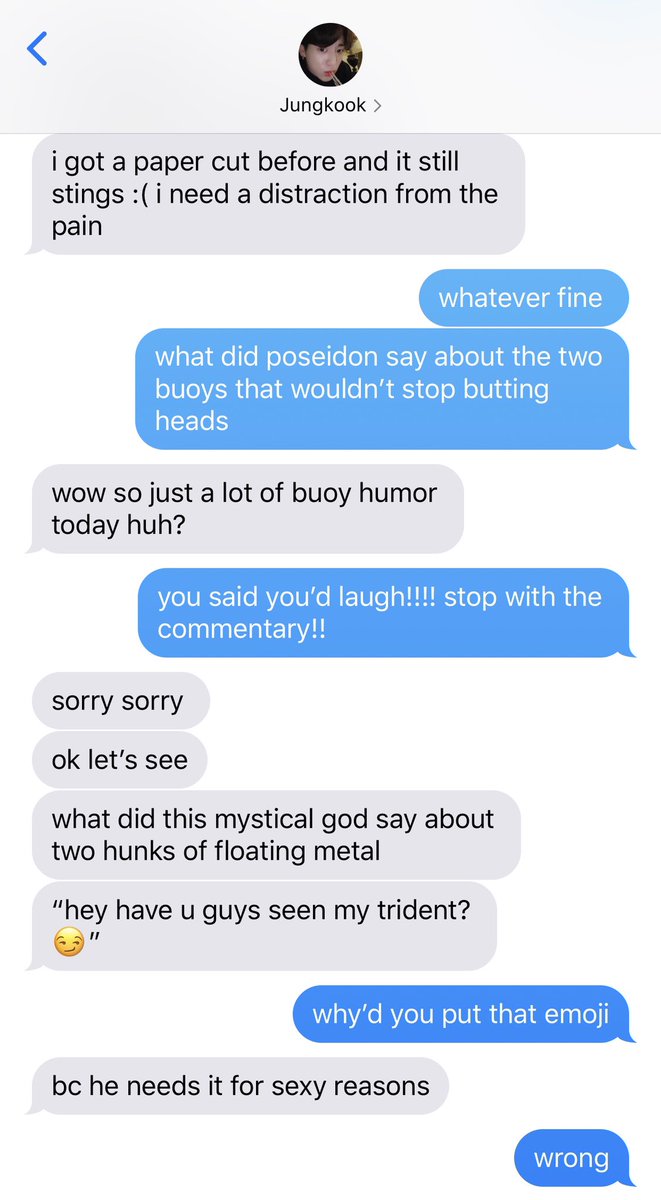 Jungkook
i got a paper cut before and it still
stings :( i need a distraction from the
pain
whatever fine
what did poseidon say about the two
buoys that wouldn’t stop butting
heads
wow so just a lot of buoy humor
today huh?
you said you’d laugh!!!! stop with the
commentary!!
sorry sorry
ok let’s see
what did this mystical god say about
two hunks of floating metal
“hey have u guys seen my trident?
😏”
why’d you put that emoji
bc he needs it for sexy reasons
wrong